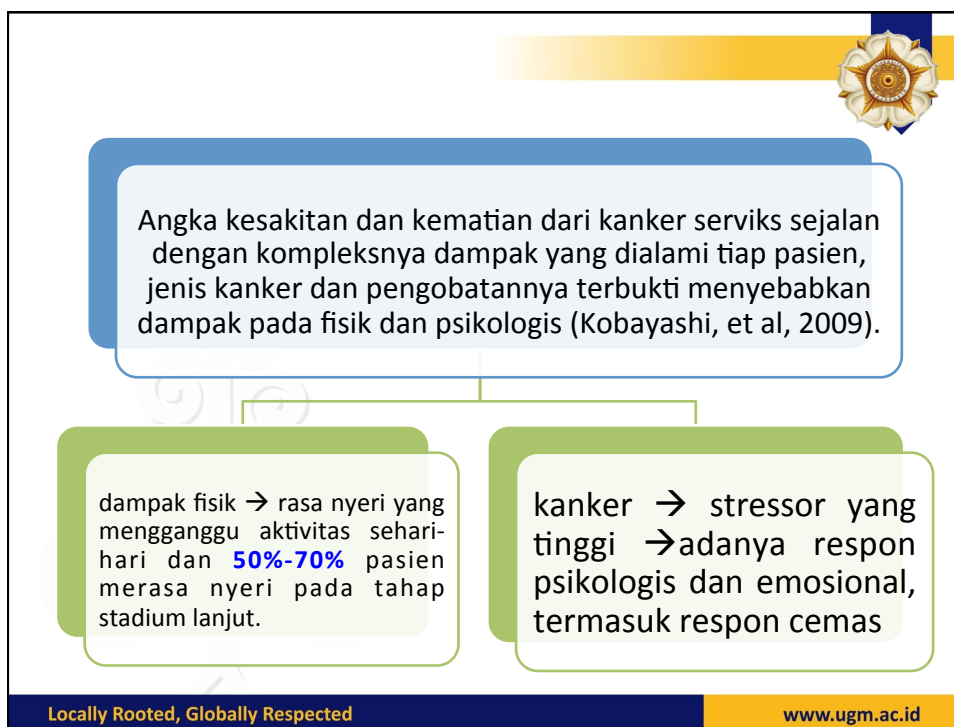 Angka kesakitan dan kematian dari kanker serviks sejalan
dengan kompleksnya dampak yang dialami tiap pasien,
jenis kanker dan pengobatannya terbukti menyebabkan
dampak pada fisik dan psikologis (Kobayashi, et al, 2009).
dampak fisik → rasa nyeri yang
mengganggu aktivitas sehari-
hari dan 50%-70% pasien
merasa nyeri pada tahap
stadium lanjut.
kanker → stressor yang
tinggi →adanya respon
psikologis dan emosional,
termasuk respon cemas
Locally Rooted, Globally Respected
www.ugm.ac.id